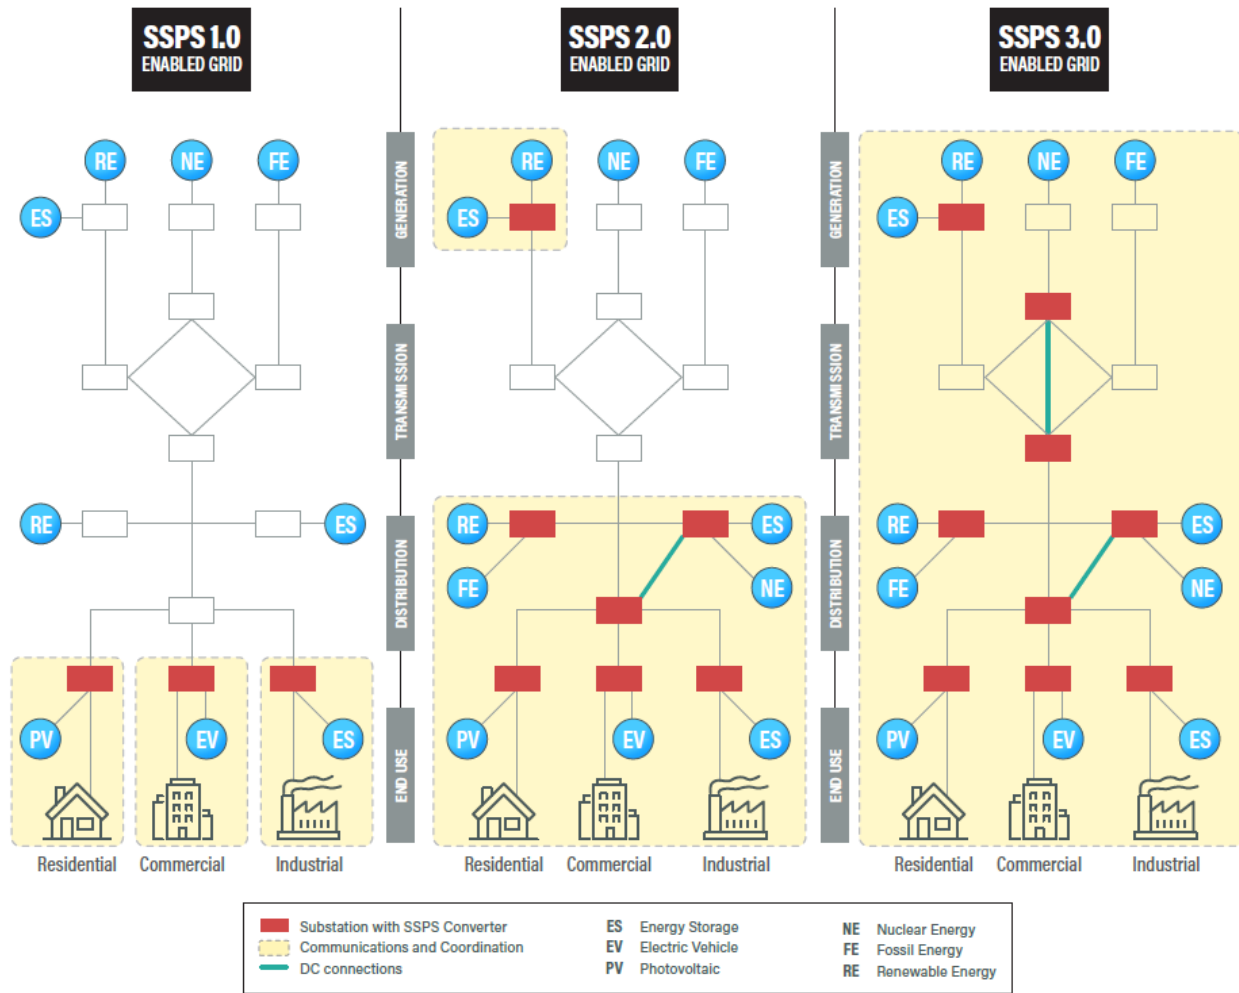 SSPS 1.0
ENABLED GRID
SSPS 2.0
ENABLED GRID
SSPS 3.0
ENABLED GRID
RE
NE
FE
ES
RE
ES
PV
EV
ES
Residential
Commercial
Industrial
GENERATION
TRANSMISSION
DISTRIBUTION
END USE
RE
NE
FE
ES
RE
ES
FE
NE
PV
EV
ES
Residential
Commercial
Industrial
GENERATION
TRANSMISSION
DISTRIBUTION
END USE
RE
NE
FE
ES
RE
ES
FE
NE
PV
EV
ES
Residential
Commercial
Industrial
Substation with SSPS Converter
Communications and Coordination
DC connections
ES Energy Storage
EV Electric Vehicle
PV Photovoltaic
NE Nuclear Energy
FE Fossil Energy
RE Renewable Energy